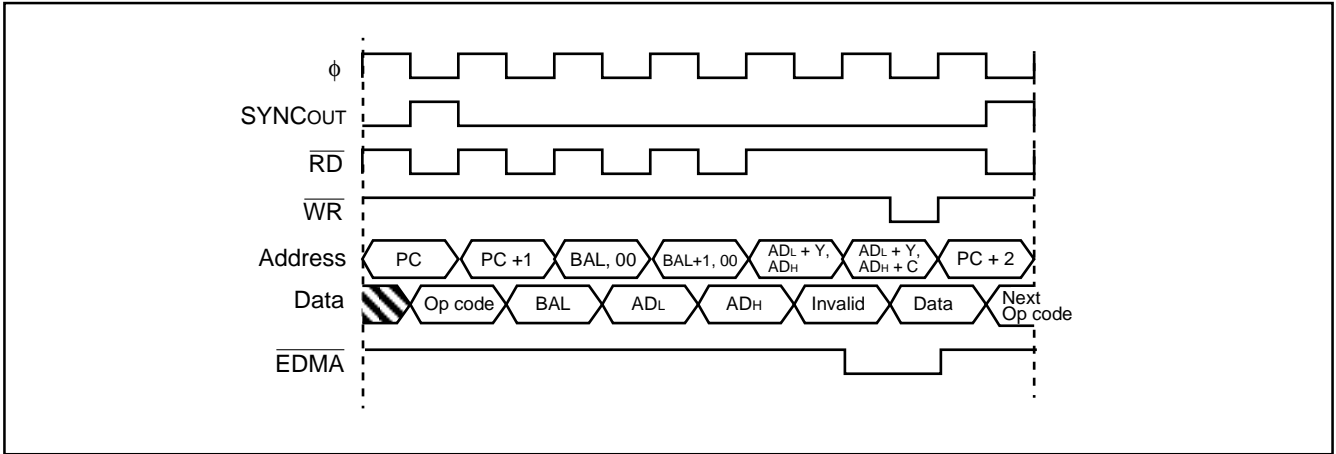 φ
SYNCOUT
RD
WR
Address PC PC +1 BAL, 00 BAL+1, 00 ADL + Y, ADH ADL + Y, ADH + C PC + 2
Data Op code BAL ADL ADH Invalid Data Next Op code
EDMA